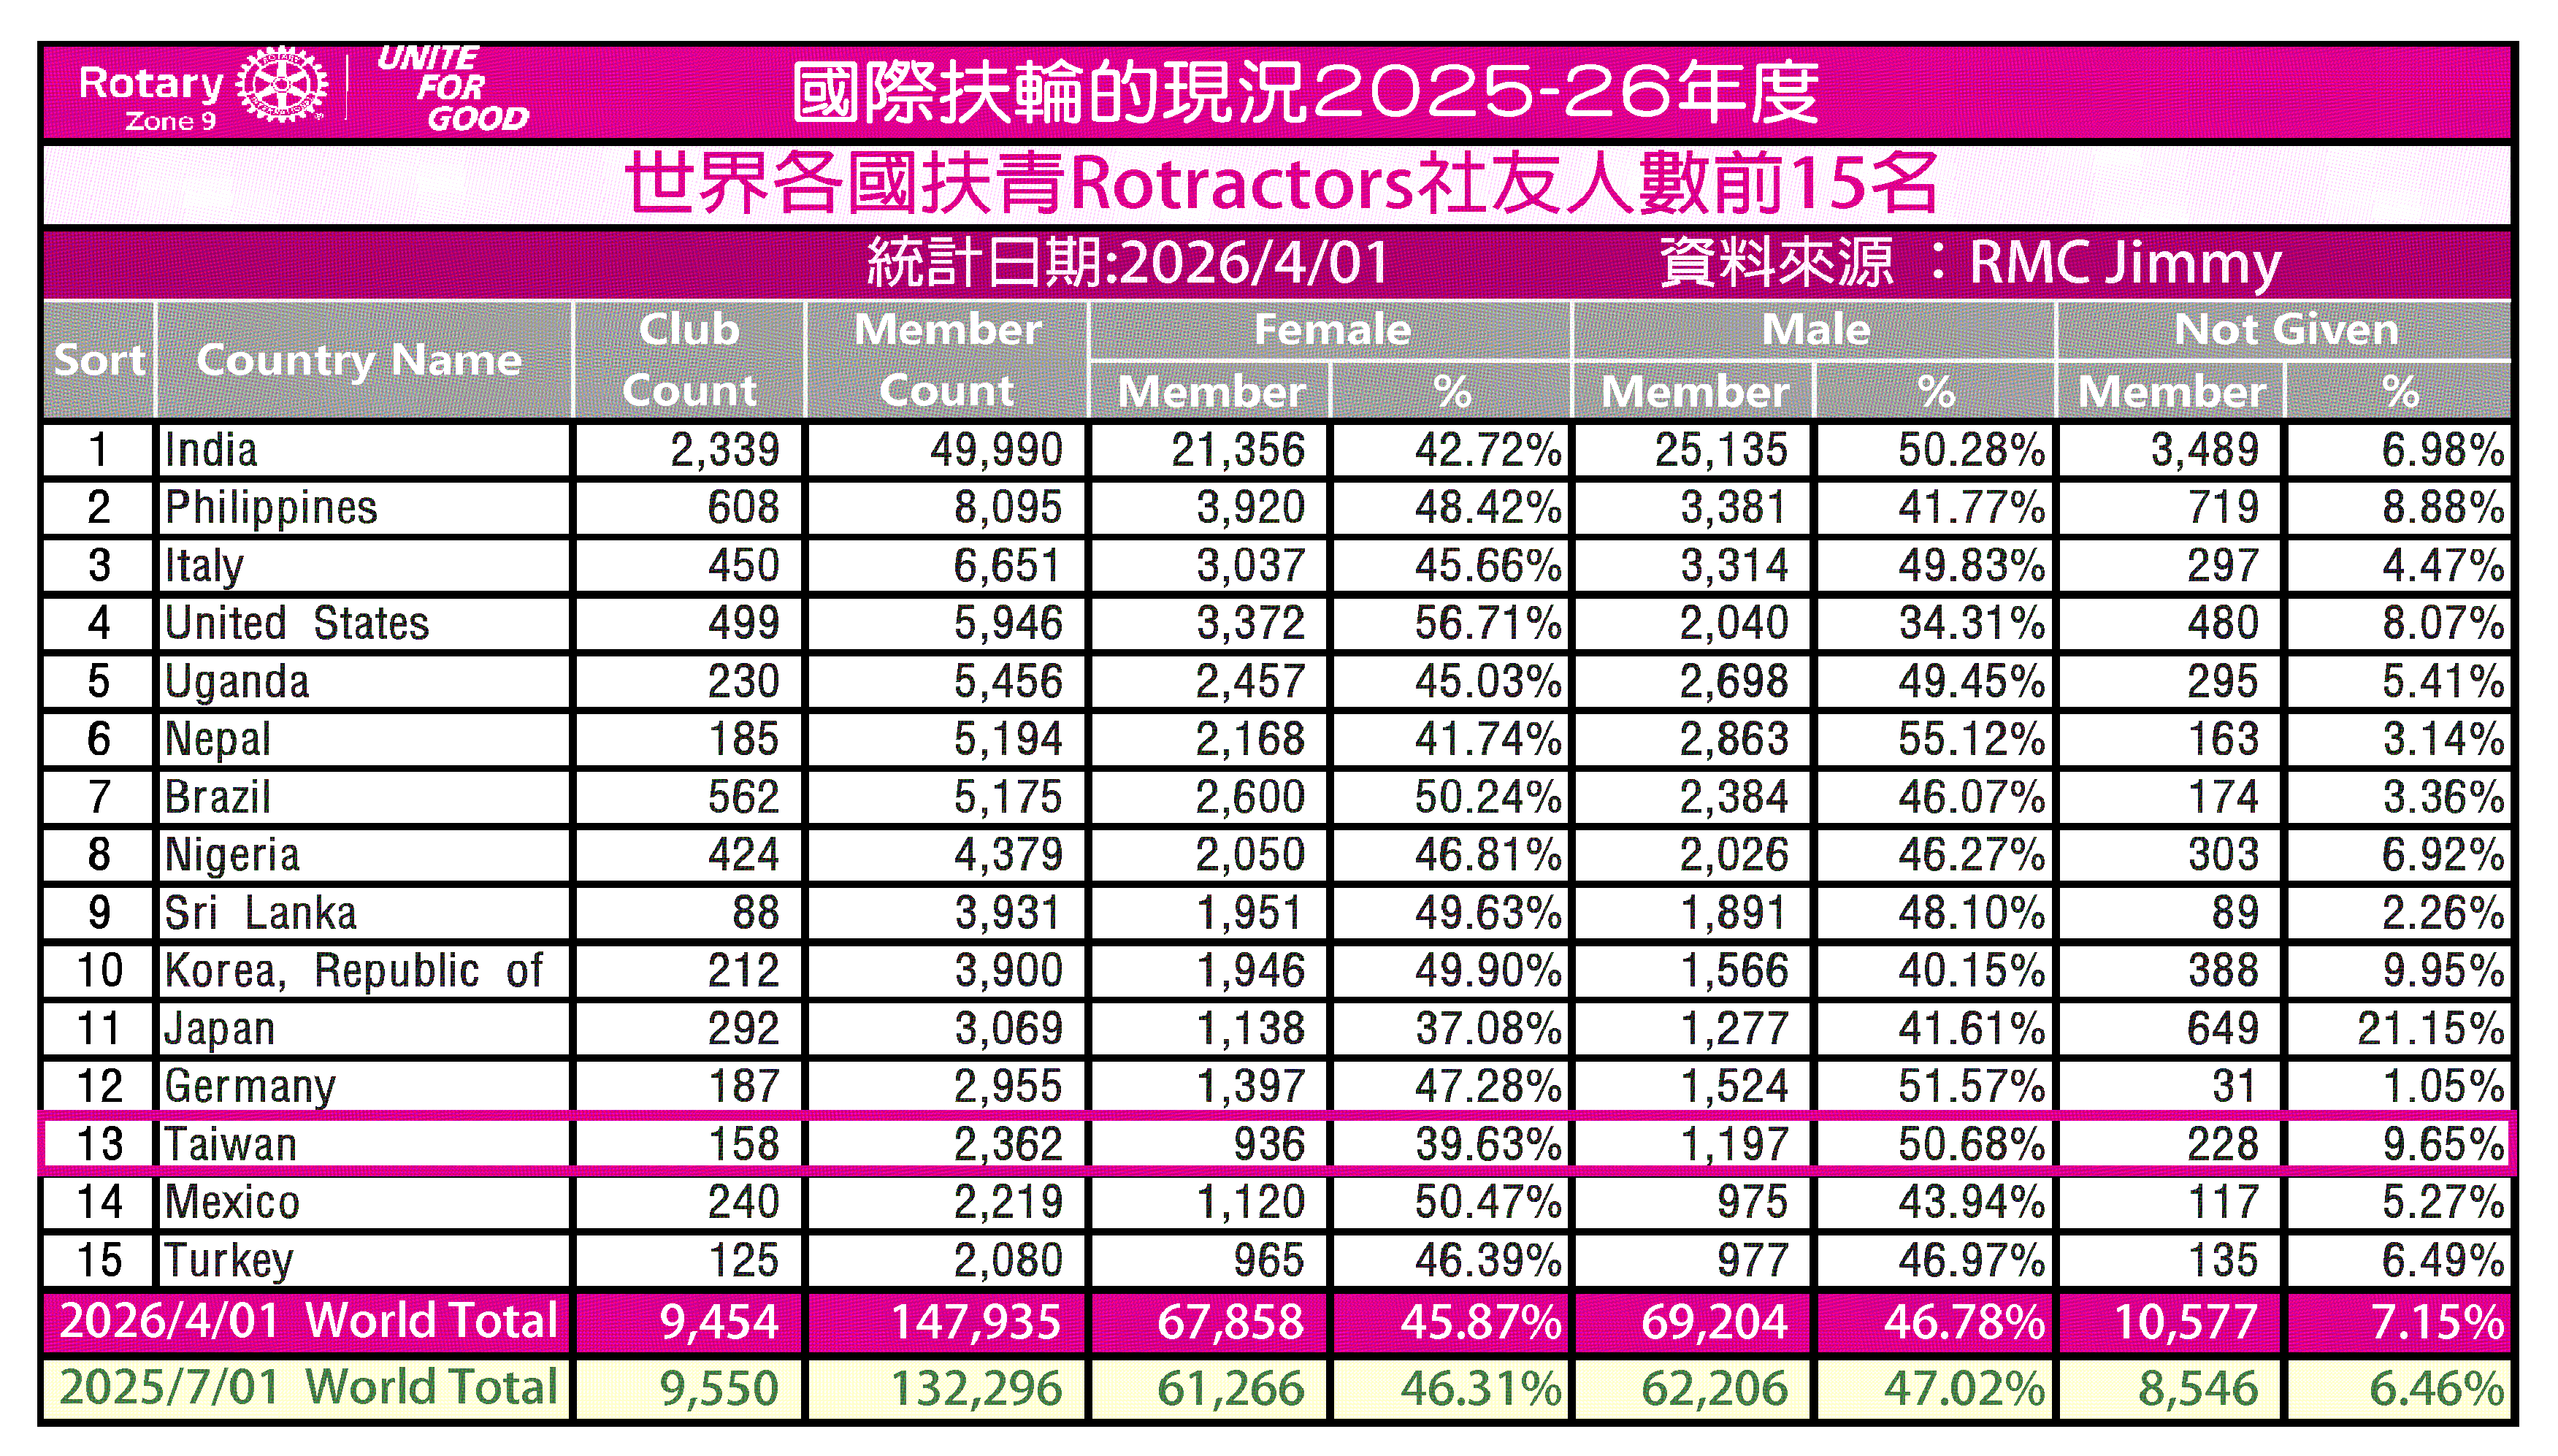 Rotary
Zone 9
UNITE
FOR
GOOD
國際扶輪的現況2025-26年度
世界各國扶青Rotractors社友人數前15名
統計日期:2026/4/01 資料來源 ：RMC Jimmy
Sort Country Name Club Count Member Count Female Male Not Given
Member % Member % Member %
1 India 2,339 49,990 21,356 42.72% 25,135 50.28% 3,489 6.98%
2 Philippines 608 8,095 3,920 48.42% 3,381 41.77% 719 8.88%
3 Italy 450 6,651 3,037 45.66% 3,314 49.83% 297 4.47%
4 United States 499 5,946 3,372 56.71% 2,040 34.31% 480 8.07%
5 Uganda 230 5,456 2,457 45.03% 2,698 49.45% 295 5.41%
6 Nepal 185 5,194 2,168 41.74% 2,863 55.12% 163 3.14%
7 Brazil 562 5,175 2,600 50.24% 2,384 46.07% 174 3.36%
8 Nigeria 424 4,379 2,050 46.81% 2,026 46.27% 303 6.92%
9 Sri Lanka 88 3,931 1,951 49.63% 1,891 48.10% 89 2.26%
10 Korea, Republic of 212 3,900 1,946 49.90% 1,566 40.15% 388 9.95%
11 Japan 292 3,069 1,138 37.08% 1,277 41.61% 649 21.15%
12 Germany 187 2,955 1,397 47.28% 1,524 51.57% 31 1.05%
13 Taiwan 158 2,362 936 39.63% 1,197 50.68% 228 9.65%
14 Mexico 240 2,219 1,120 50.47% 975 43.94% 117 5.27%
15 Turkey 125 2,080 965 46.39% 977 46.97% 135 6.49%
2026/4/01 World Total 9,454 147,935 67,858 45.87% 69,204 46.78% 10,577 7.15%
2025/7/01 World Total 9,550 132,296 61,266 46.31% 62,206 47.02% 8,546 6.46%